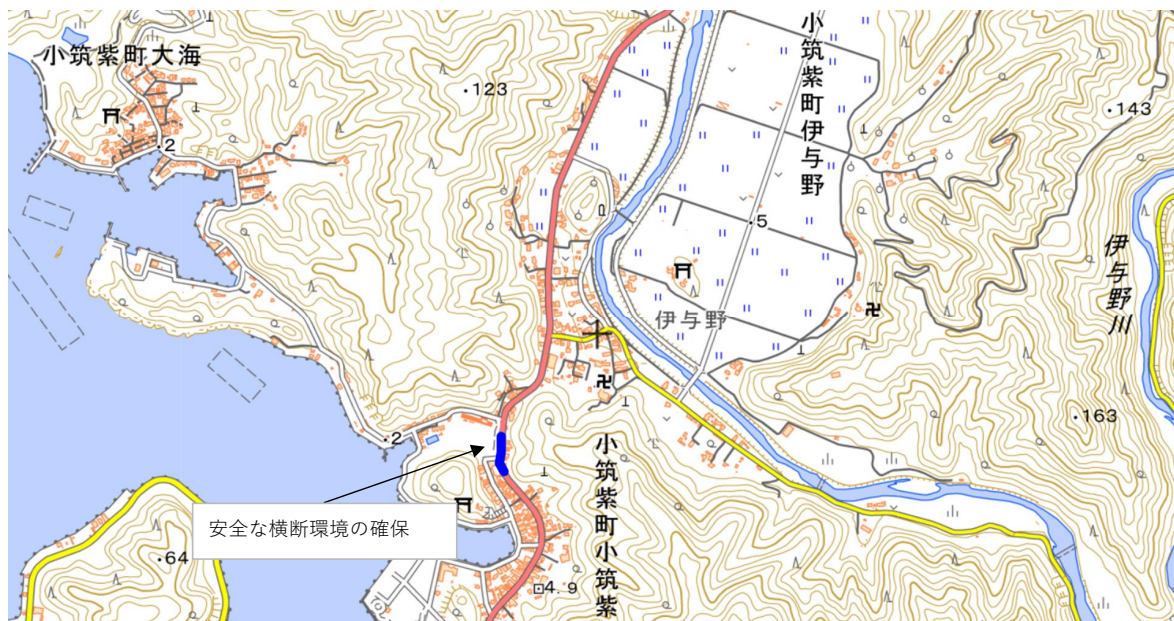 小筑紫町大海
・123
小筑紫町伊与野
・143
・2
・5
伊与野川
伊与野
・163
・2
小筑紫町小筑紫
安全な横断環境の確保
・64
4.9